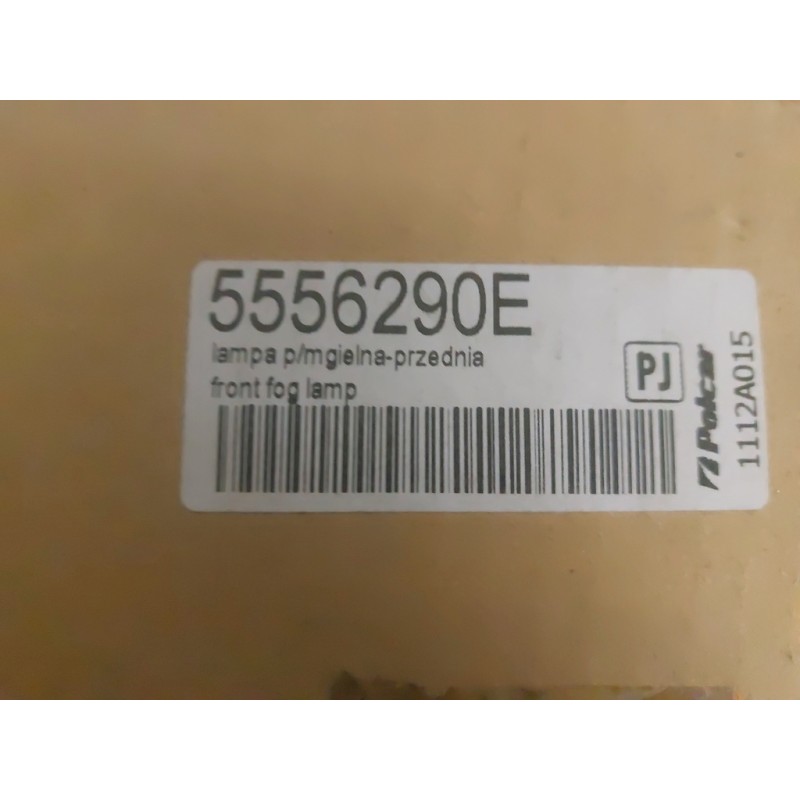 5556290E
lampa p/mgielna-przednia
front fog lamp
PJ
Polcar
1112A015